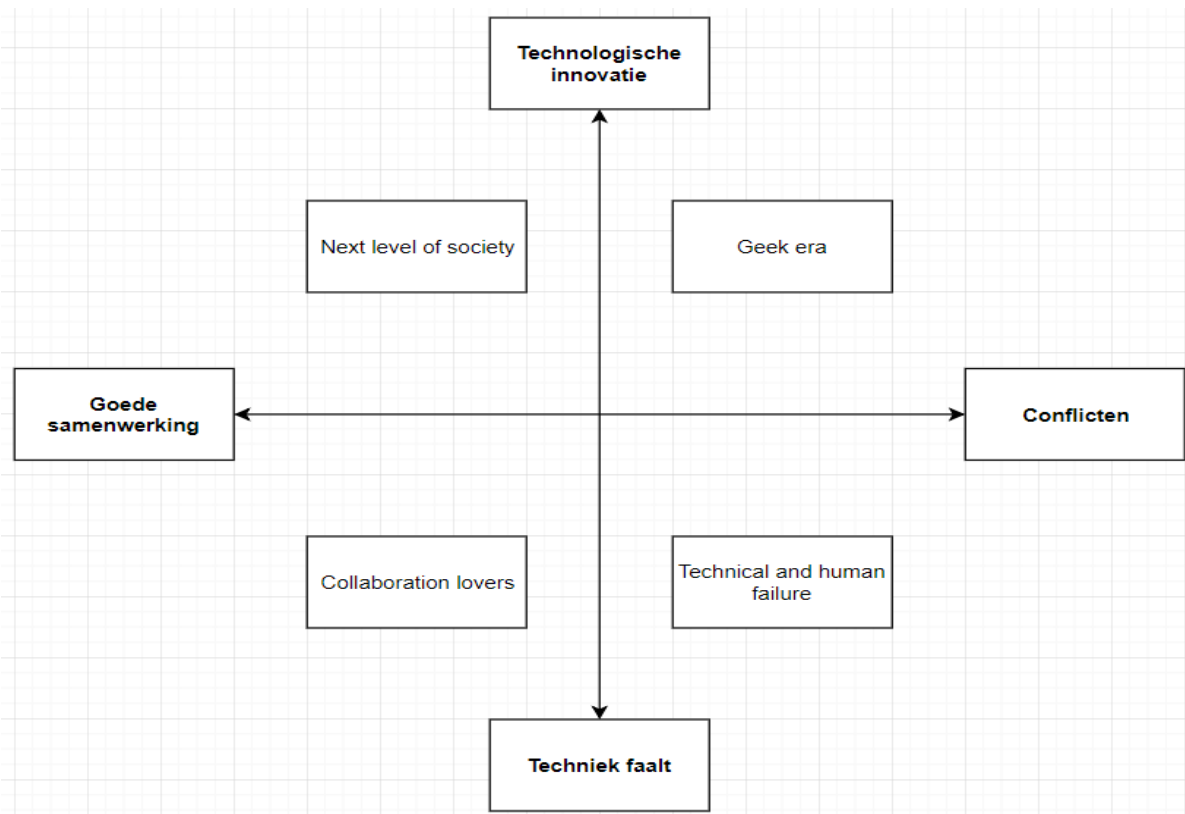 Technologische
innovatie
Next level of society
Geek era
Goede
samenwerking
Conflicten
Collaboration lovers
Technical and human
failure
Techniek faalt